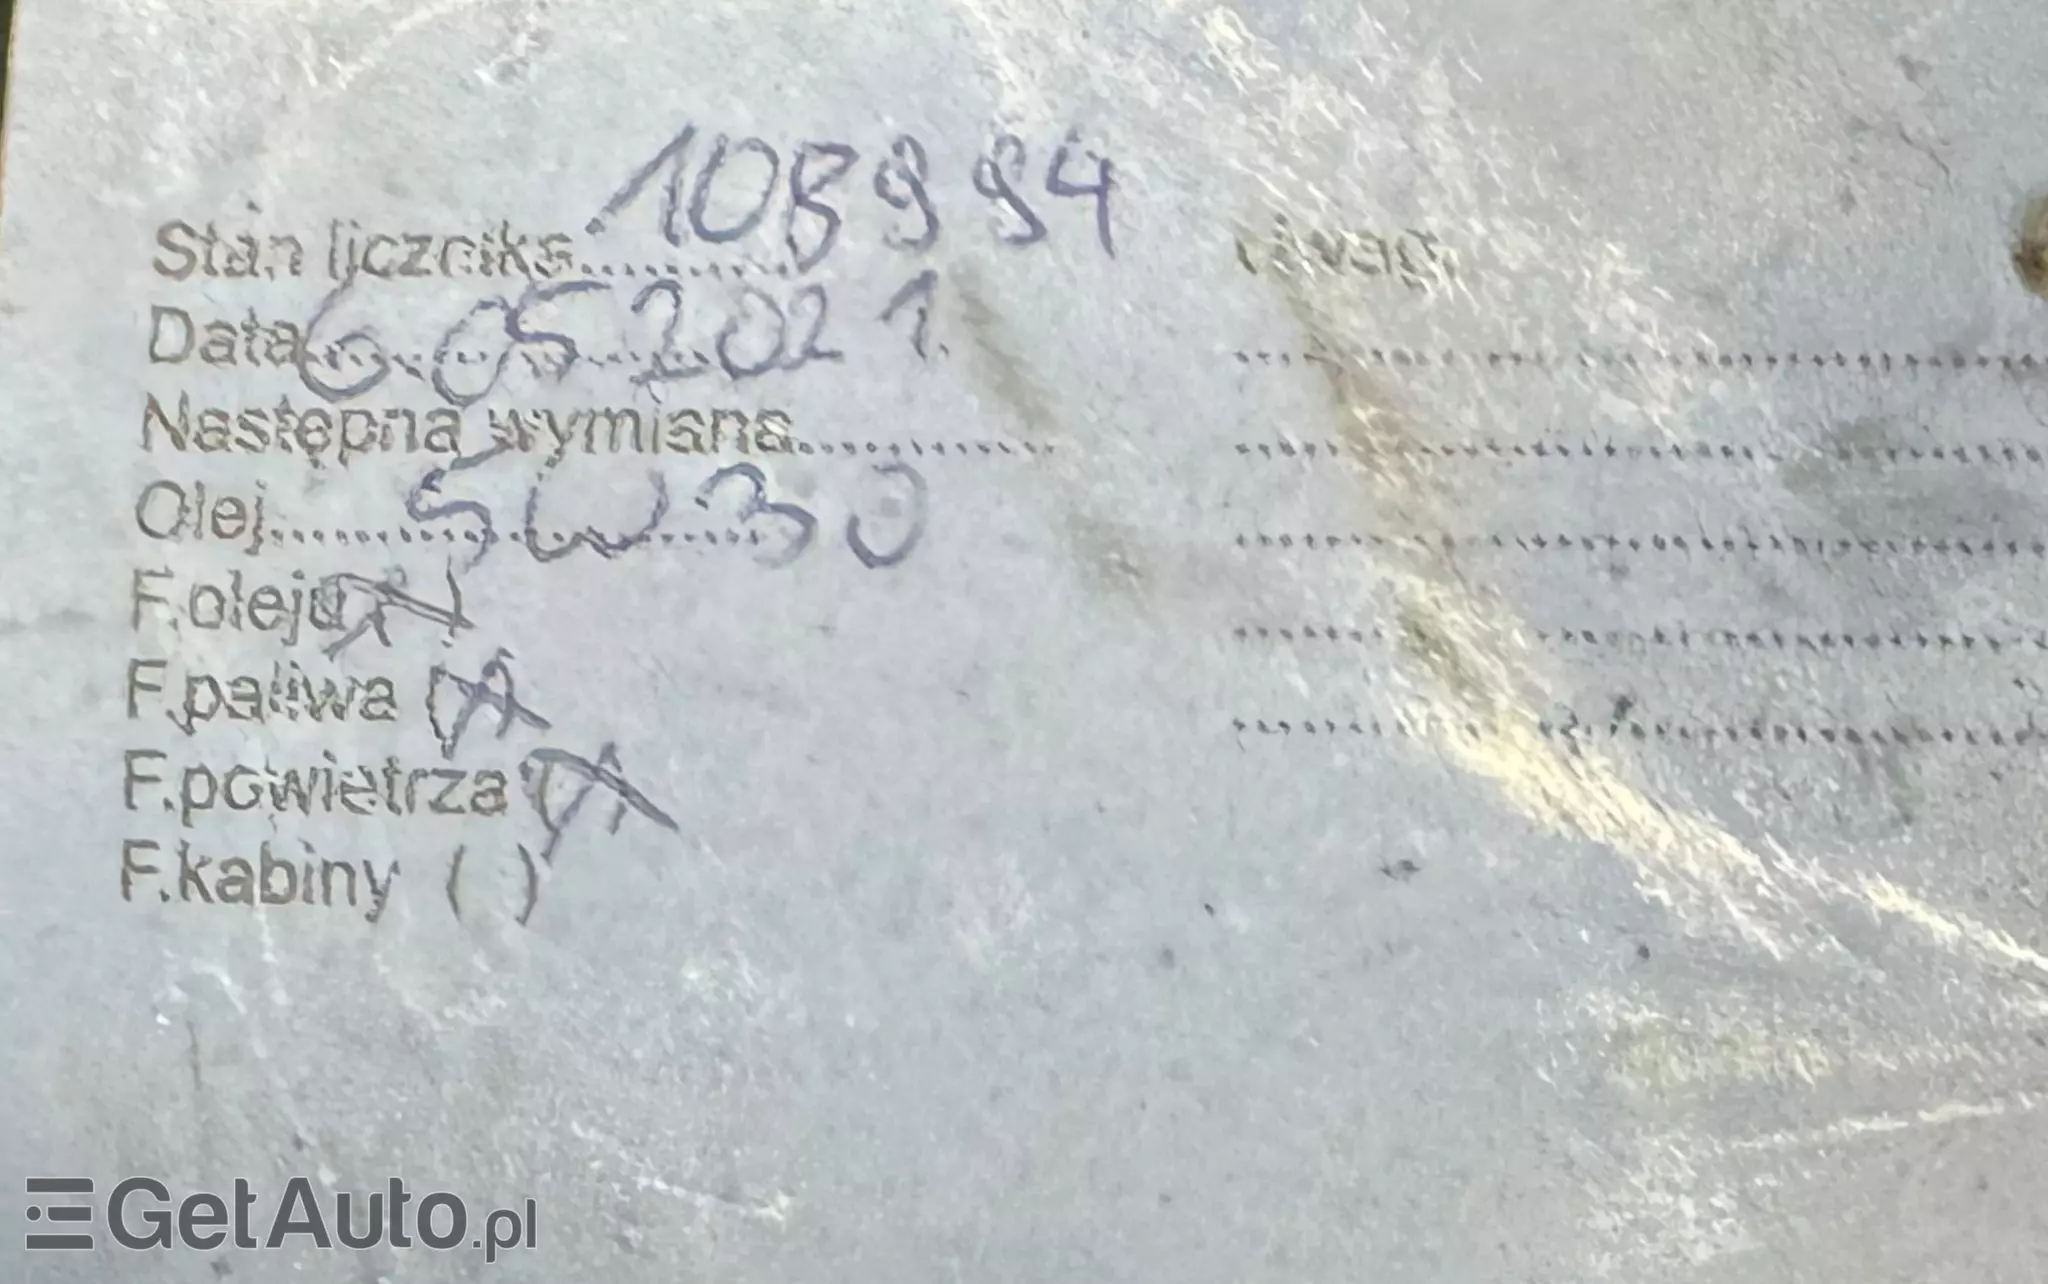 Stan licznika 108994
Data 6.05.2021.
Następna wymiana
Olej 5W30
F.oleju (X)
F.paliwa (X)
F.powietrza (X)
F.kabiny ( )
Uwagi
GetAuto.pl